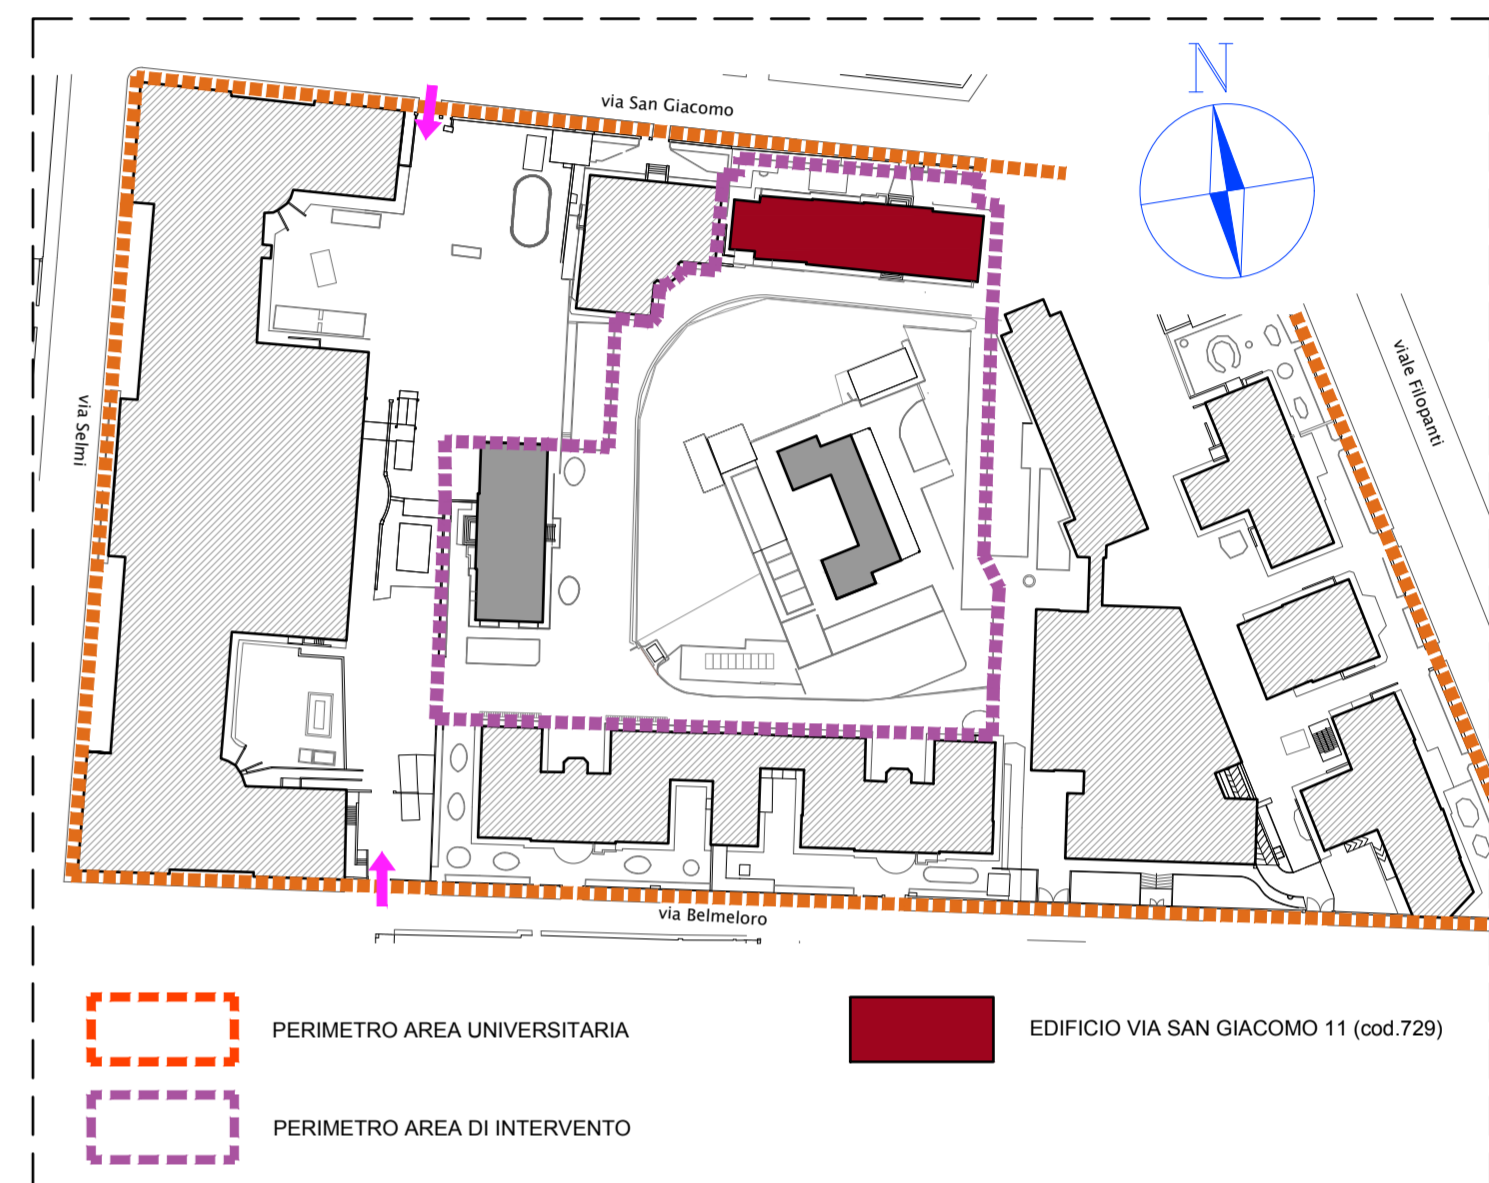 N
via San Giacomo
via Selmi
viale Filopanti
via Belmeloro
PERIMETRO AREA UNIVERSITARIA
EDIFICIO VIA SAN GIACOMO 11 (cod.729)
PERIMETRO AREA DI INTERVENTO